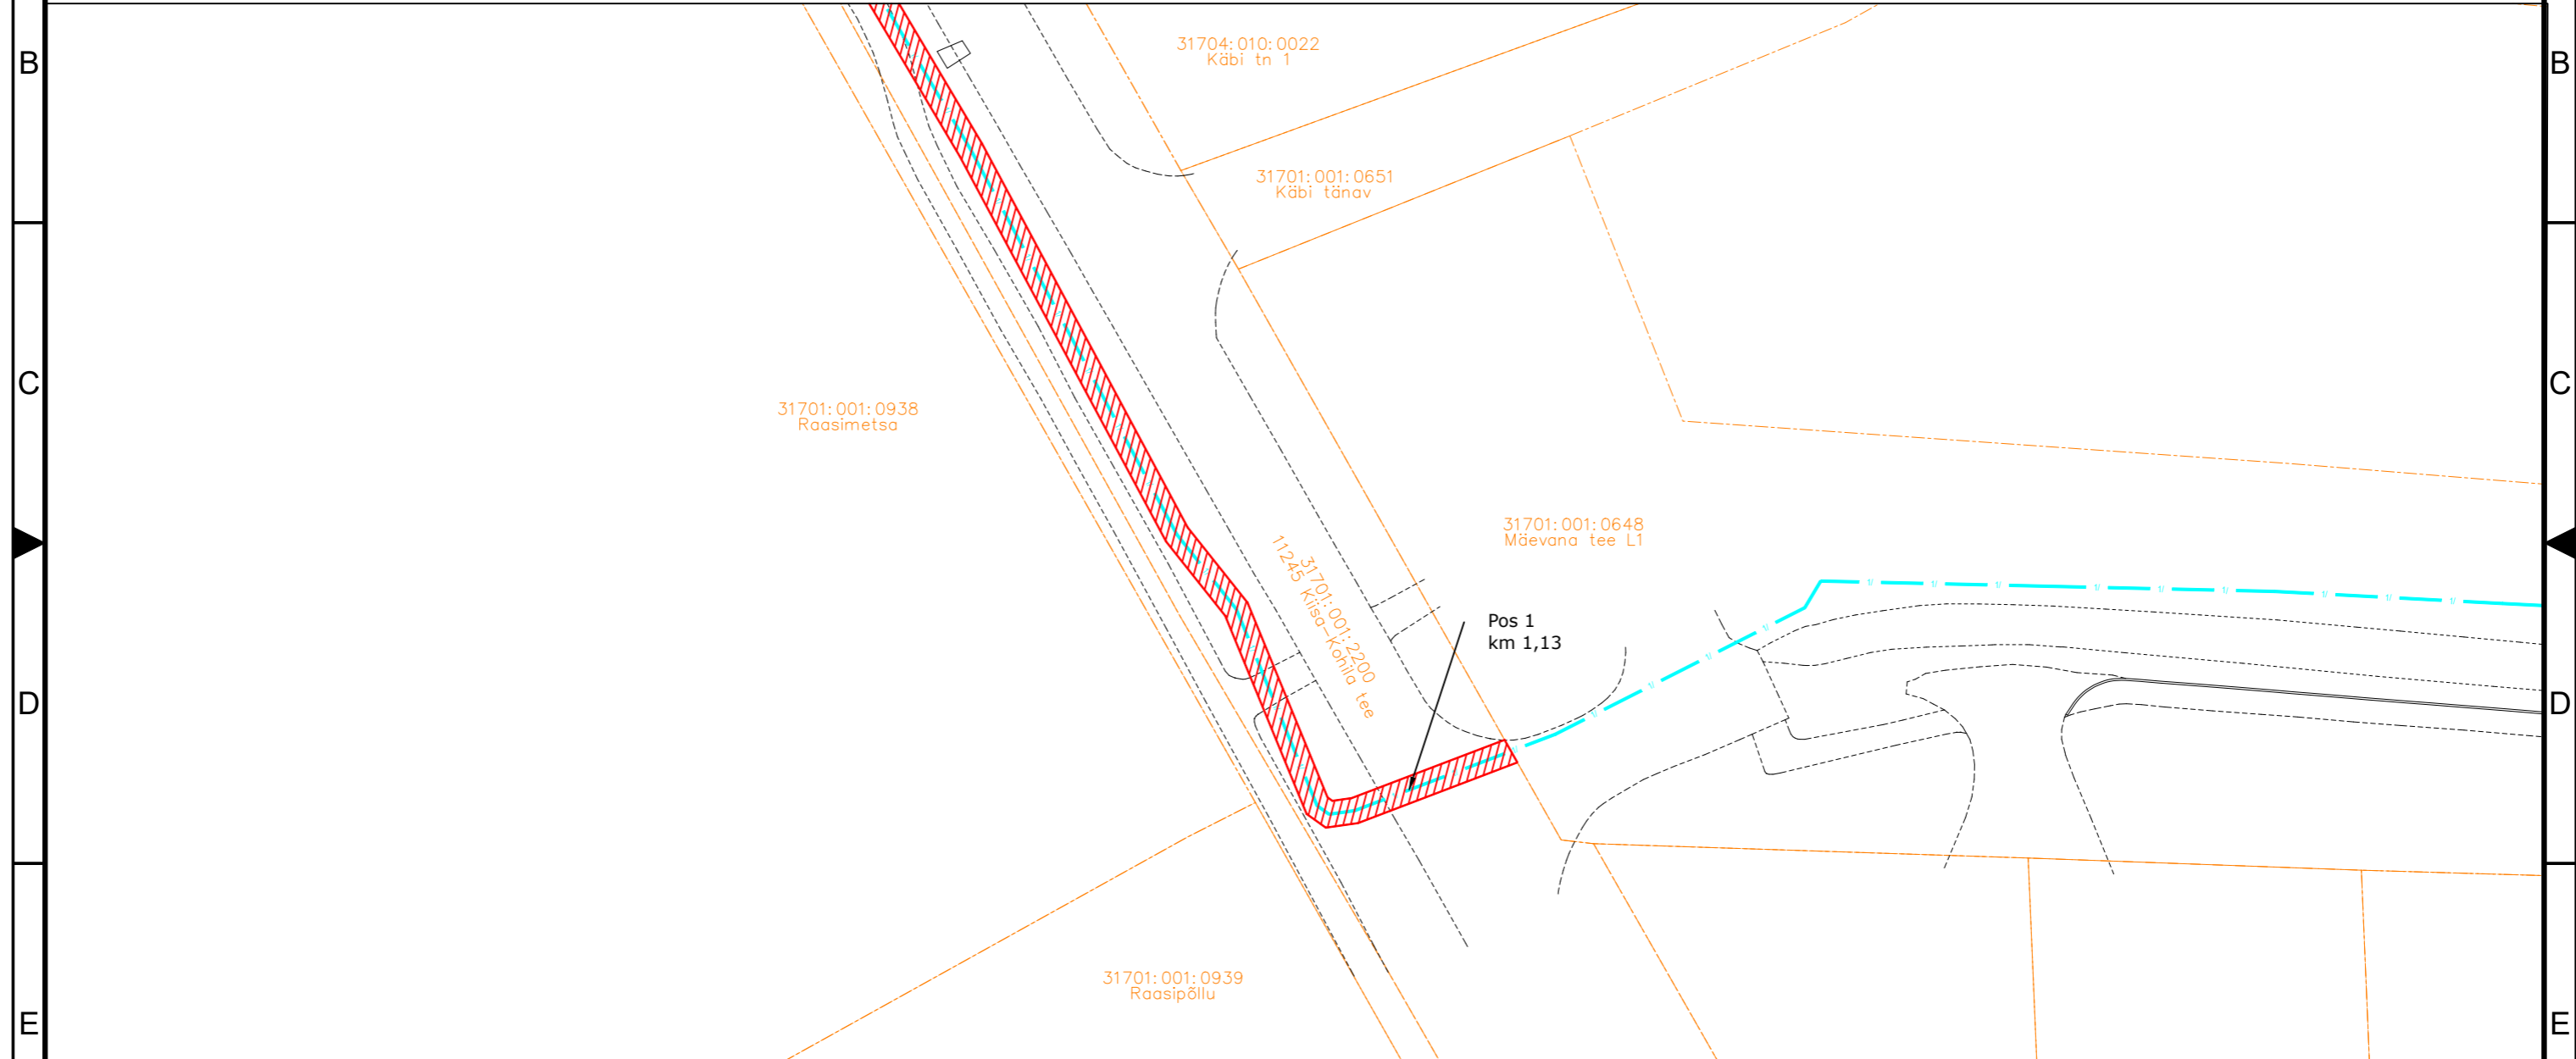 B
B
31704:010:0022
Käbi tn 1
31701:001:0651
Käbi tänav
C
C
31701:001:0938
Raasimetsa
31701:001:0648
Mäevana tee L1
31701:001:2200
11245 Kiisa-Kohila tee
Pos 1
km 1,13
D
D
31701:001:0939
Raasipõllu
E
E